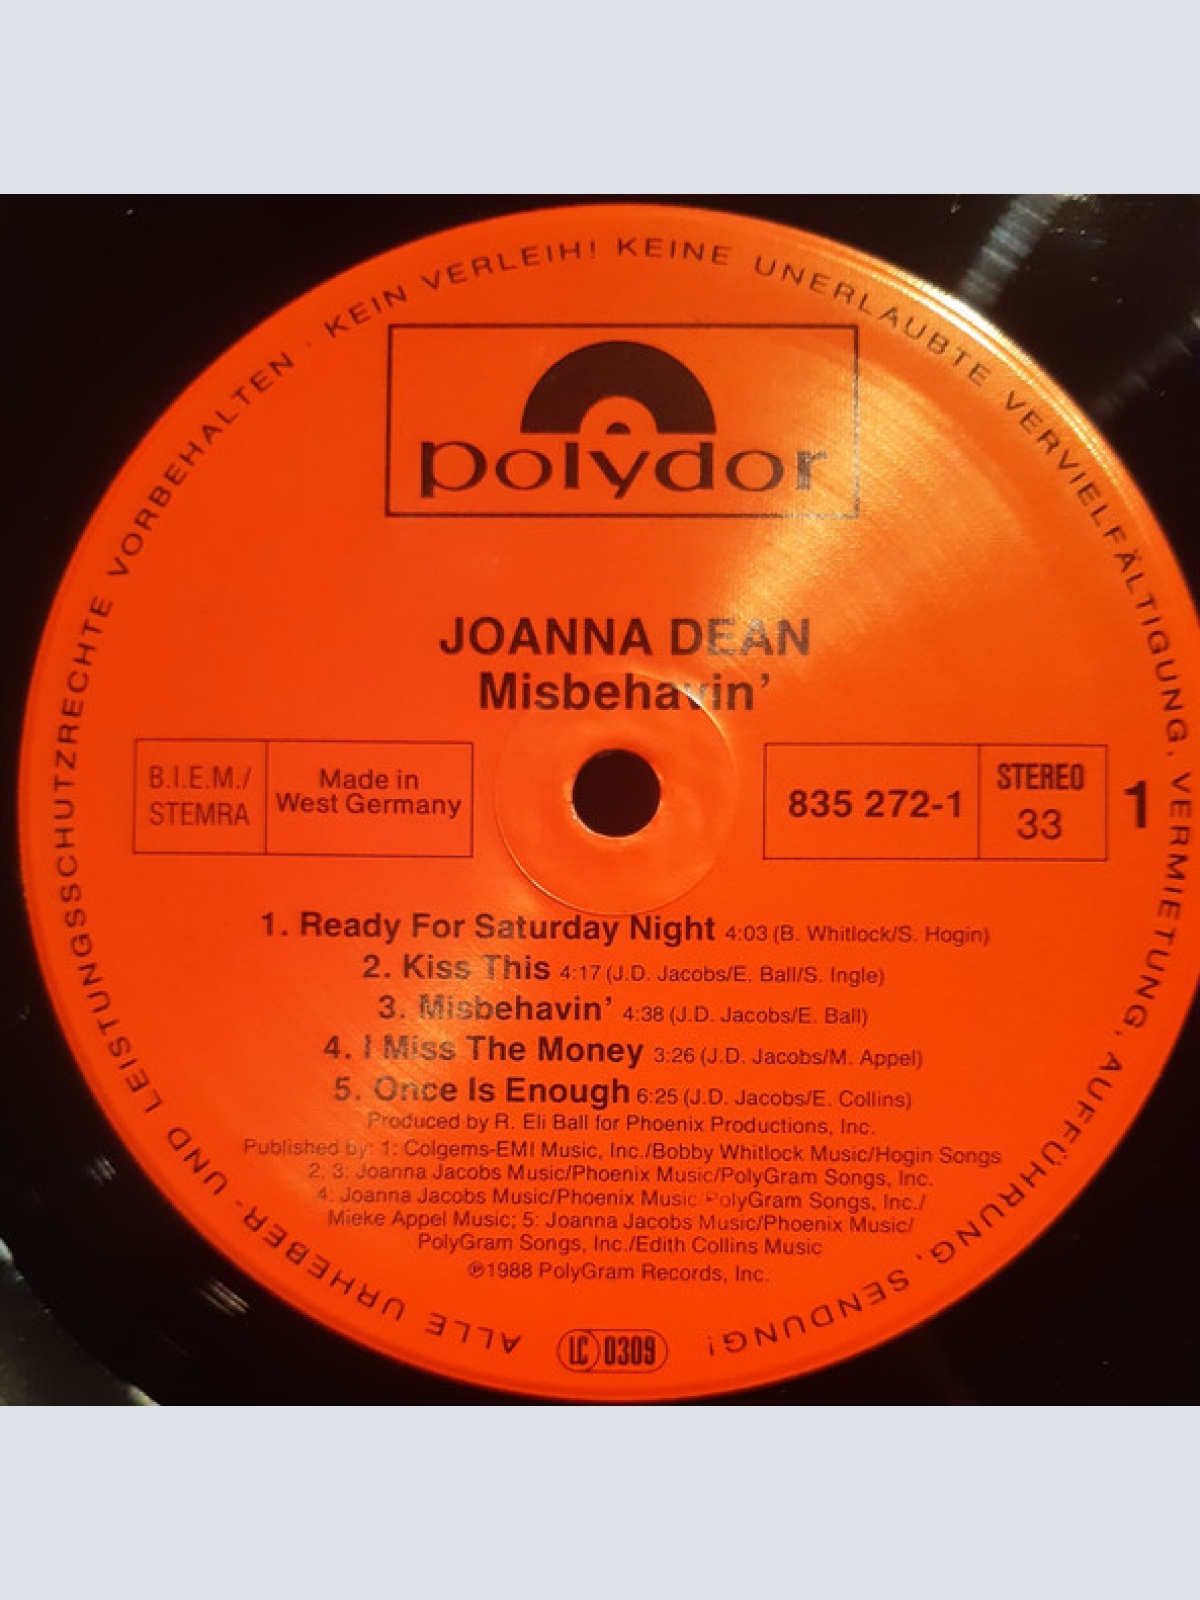 ALLE URHEBER- UND LEISTUNGSSCHUTZRECHTE VORBEHALTEN · KEIN VERLEIH! KEINE UNERLAUBTE VERVIELFÄLTIGUNG, VERMIETUNG, AUFFÜHRUNG, SENDUNG!
polydor
JOANNA DEAN
Misbehavin'
B.I.E.M./
STEMRA
Made in
West Germany
835 272-1
STEREO
33
1
1. Ready For Saturday Night 4:03 (B. Whitlock/S. Hogin)
2. Kiss This 4:17 (J.D. Jacobs/E. Ball/S. Ingle)
3. Misbehavin' 4:38 (J.D. Jacobs/E. Ball)
4. I Miss The Money 3:26 (J.D. Jacobs/M. Appel)
5. Once Is Enough 6:25 (J.D. Jacobs/E. Collins)
Produced by R. Eli Ball for Phoenix Productions, Inc.
Published by: 1: Colgems-EMI Music, Inc./Bobby Whitlock Music/Hogin Songs
2, 3: Joanna Jacobs Music/Phoenix Music/PolyGram Songs, Inc.
4: Joanna Jacobs Music/Phoenix Music/PolyGram Songs, Inc./
Mieke Appel Music; 5: Joanna Jacobs Music/Phoenix Music/
PolyGram Songs, Inc./Edith Collins Music
℗1988 PolyGram Records, Inc.
LC 0309